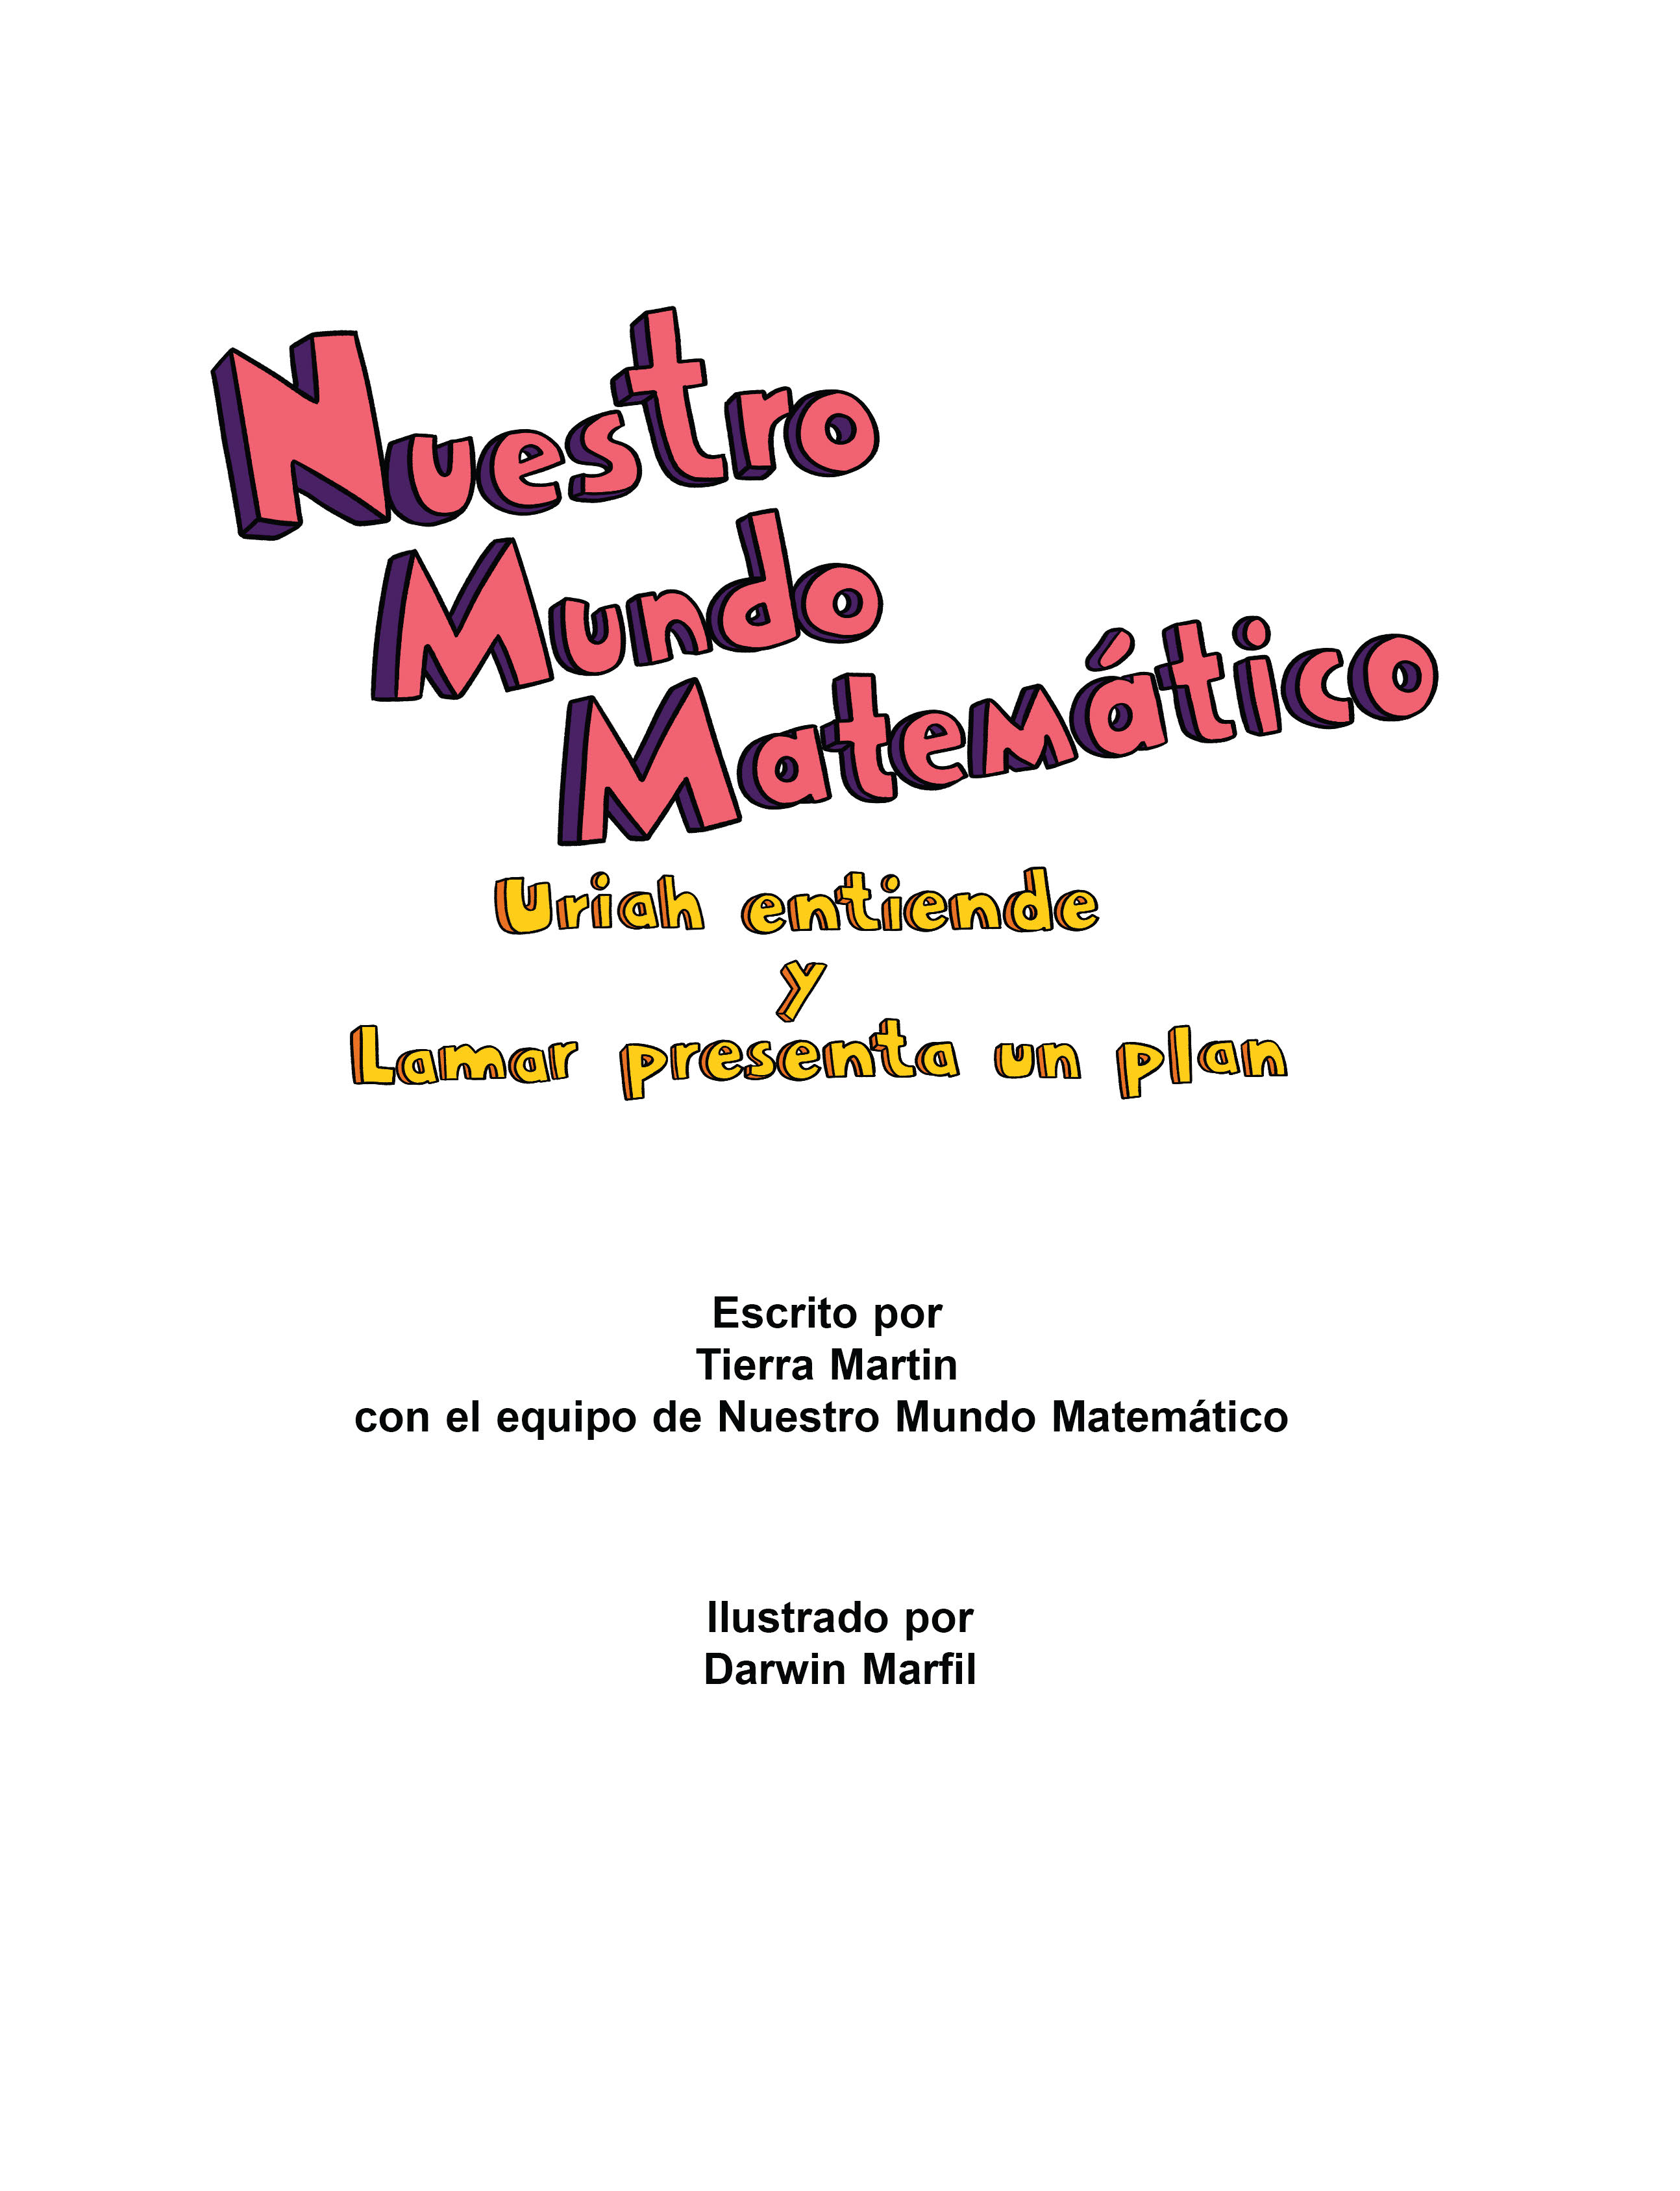 Nuestro
Mundo
Matemático
Uriah entiende
y
Lamar presenta un plan
Escrito por
Tierra Martin
con el equipo de Nuestro Mundo Matemático
Ilustrado por
Darwin Marfil